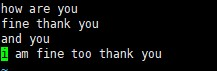 how are you
fine thank you
and you
i am fine too thank you
~